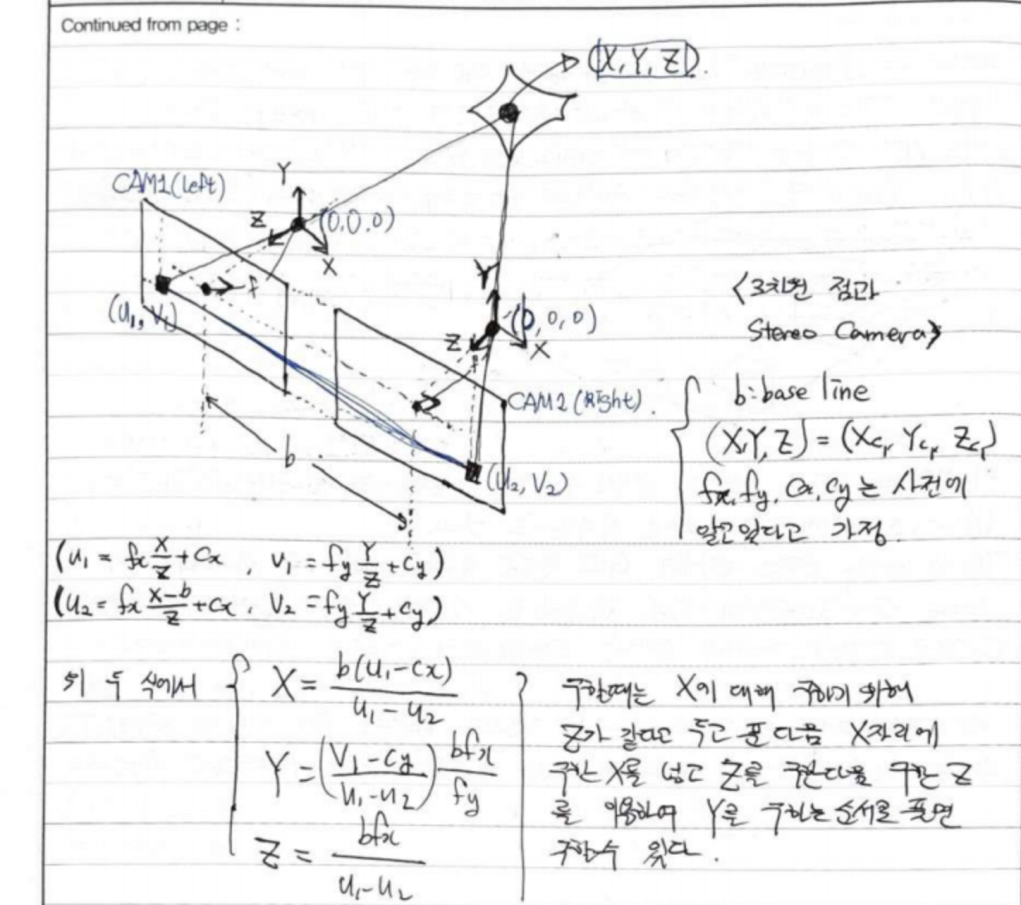 Continued from page :
(X, Y, Z)
CAM1(left)
Y
Z
(0,0,0)
X
f
(u₁, v₁)
Y
(b,0,0)
Z
X
<3차원 점과
Stereo Camera>
CAM2(Right)
b
(u₂, v₂)
b: base line
(X,Y,Z) = (Xc₁, Yc₁, Zc₁)
fx, fy, cx, cy는 사전에
알고있다고 가정.
(u₁ = fx X/Z + cx, v₁ = fy Y/Z + cy)
(u₂ = fx X-b/Z + cx, v₂ = fy Y/Z + cy)
위 두 식에서
X = b(u₁-cx) / u₁-u₂
Y = (v₁-cy / u₁-u₂) bfx / fy
Z = bfx / u₁-u₂
구할때는 X에 대해 구하기 위해
Z가 같다고 두고 푼 다음 X자리에
구한 X를 넣고 Z를 구한다음 구한 Z
를 이용하여 Y를 구하는 순서로 풀면
구할수 있다.